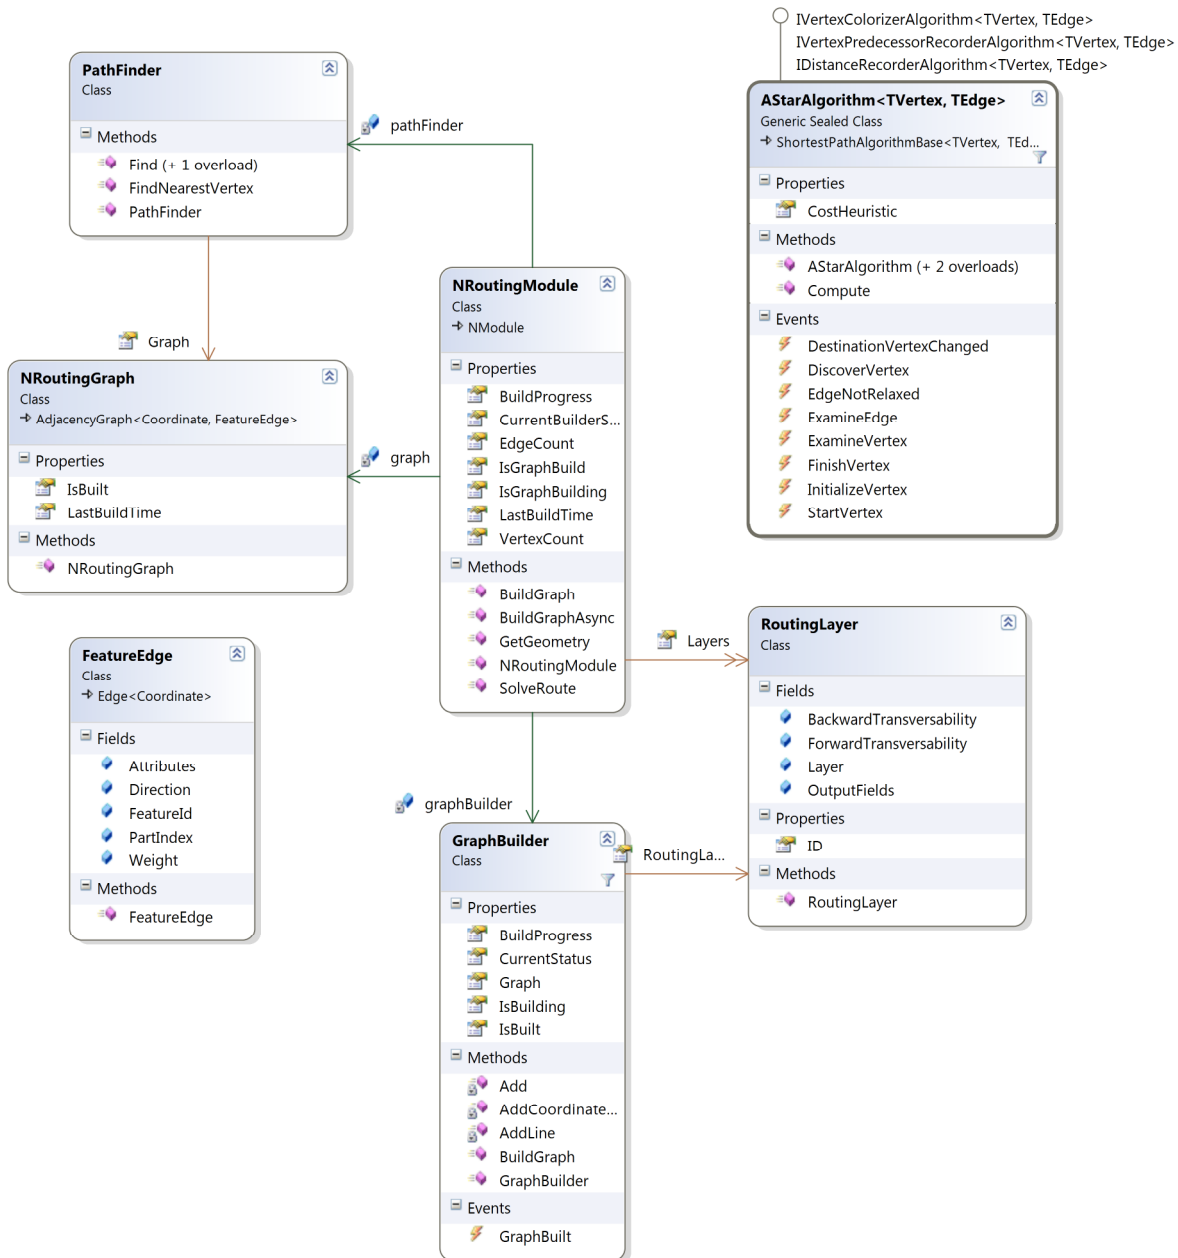 PathFinder
Class
Methods
Find (+ 1 overload)
FindNearestVertex
PathFinder
pathFinder
Graph
NRoutingGraph
Class
AdjacencyGraph<Coordinate, FeatureEdge>
Properties
IsBuilt
LastBuildTime
Methods
NRoutingGraph
graph
FeatureEdge
Class
Edge<Coordinate>
Fields
Attributes
Direction
FeatureId
PartIndex
Weight
Methods
FeatureEdge
NRoutingModule
Class
NModule
Properties
BuildProgress
CurrentBuilderS...
EdgeCount
IsGraphBuild
IsGraphBuilding
LastBuildTime
VertexCount
Methods
BuildGraph
BuildGraphAsync
GetGeometry
NRoutingModule
SolveRoute
graphBuilder
GraphBuilder
Class
Properties
BuildProgress
CurrentStatus
Graph
IsBuilding
IsBuilt
Methods
Add
AddCoordinate...
AddLine
BuildGraph
GraphBuilder
Events
GraphBuilt
IVertexColorizerAlgorithm<TVertex, TEdge>
IVertexPredecessorRecorderAlgorithm<TVertex, TEdge>
IDistanceRecorderAlgorithm<TVertex, TEdge>
AStarAlgorithm<TVertex, TEdge>
Generic Sealed Class
ShortestPathAlgorithmBase<TVertex, TEd...
Properties
CostHeuristic
Methods
AStarAlgorithm (+ 2 overloads)
Compute
Events
DestinationVertexChanged
DiscoverVertex
EdgeNotRelaxed
ExamineEdge
ExamineVertex
FinishVertex
InitializeVertex
StartVertex
Layers
RoutingLa...
RoutingLayer
Class
Fields
BackwardTransversability
ForwardTransversability
Layer
OutputFields
Properties
ID
Methods
RoutingLayer